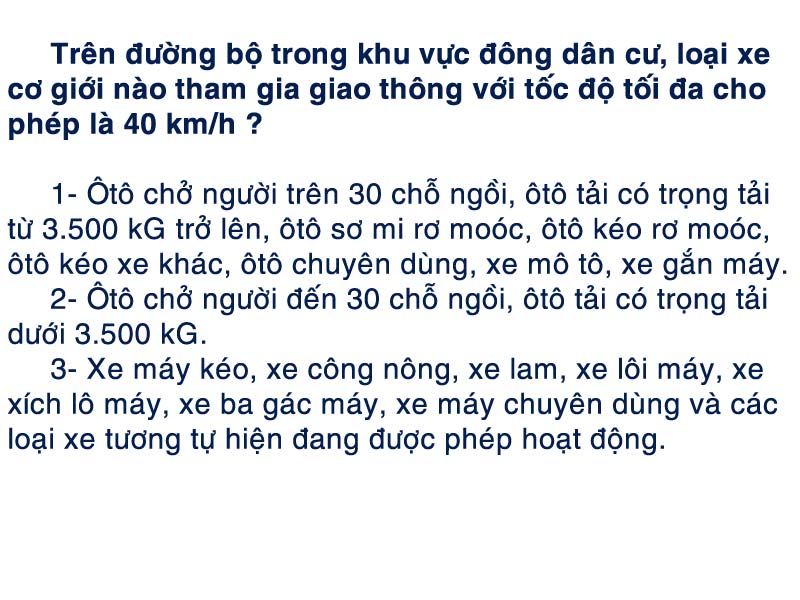 Trên đường bộ trong khu vực đông dân cư, loại xe
cơ giới nào tham gia giao thông với tốc độ tối đa cho
phép là 40 km/h ?
1- Ôtô chở người trên 30 chỗ ngồi, ôtô tải có trọng tải
từ 3.500 kG trở lên, ôtô sơ mi rơ moóc, ôtô kéo rơ moóc,
ôtô kéo xe khác, ôtô chuyên dùng, xe mô tô, xe gắn máy.
2- Ôtô chở người đến 30 chỗ ngồi, ôtô tải có trọng tải
dưới 3.500 kG.
3- Xe máy kéo, xe công nông, xe lam, xe lôi máy, xe
xích lô máy, xe ba gác máy, xe máy chuyên dùng và các
loại xe tương tự hiện đang được phép hoạt động.